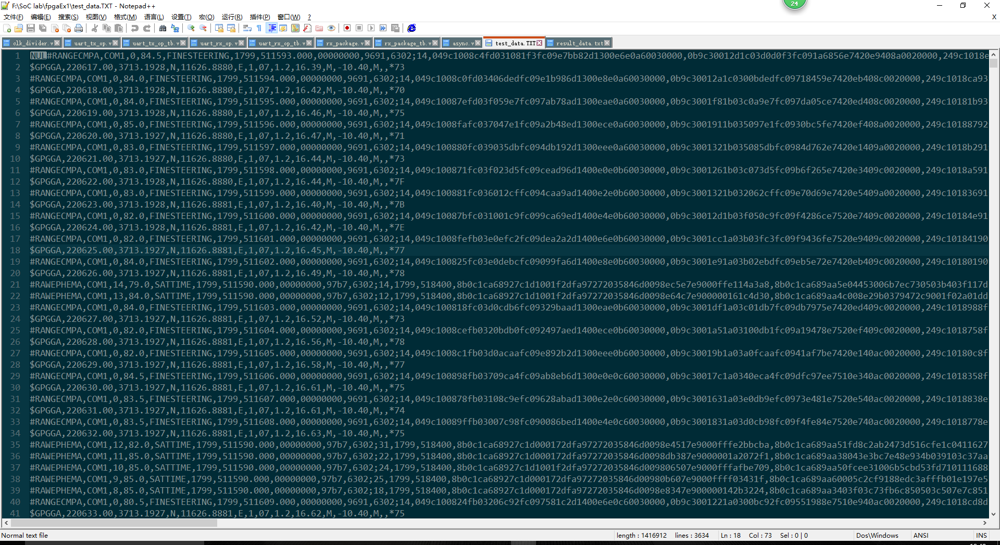 F:\SoC lab\fpgaEx1\test_data.TXT - Notepad++
24
文件(F) 编辑(E) 搜索(S) 视图(V) 格式(M) 语言(L) 设置(T) 宏(O) 运行(R) 插件(P) 窗口(W) ? X
clk_divider.v uart_tx_op.v uart_tx_op_tb.v uart_rx_op.v uart_rx_op_tb.v rx_package.v rx_package_tb.v async.v test_data.TXT result_data.txt
1 NUL#RANGECMPA,COM1,0,84.5,FINESTEERING,1799,511593.000,00000000,9691,6302;14,049c1008c4fd031081f3fc09e7bb82d1300e6e0a60030000,0b9c30012d1c03d0d0f3fc091a6856e7420e9408a0020000,249c1018e
2 $GPGGA,220617.00,3713.1928,N,11626.8880,E,1,07,1.2,16.39,M,-10.40,M,,*73
3 #RANGECMPA,COM1,0,84.0,FINESTEERING,1799,511594.000,00000000,9691,6302;14,049c1008c0fd03406dedfc09e1b986d1300e8e0a60030000,0b9c30012a1c0300bdedfc09718459e7420eb408c0020000,249c1018ca93
4 $GPGGA,220618.00,3713.1928,N,11626.8880,E,1,07,1.2,16.42,M,-10.40,M,,*70
5 #RANGECMPA,COM1,0,84.0,FINESTEERING,1799,511595.000,00000000,9691,6302;14,049c10087efd03f059e7fc097ab78ad1300eae0a60030000,0b9c3001f81b03c0a9e7fc097da05ce7420ed408c0020000,249c10181b93
6 $GPGGA,220619.00,3713.1928,N,11626.8880,E,1,07,1.2,16.46,M,-10.40,M,,*75
7 #RANGECMPA,COM1,0,85.0,FINESTEERING,1799,511596.000,00000000,9691,6302;14,049c1008fafc037047e1fc09a2b48ed1300ece0a60030000,0b9c3001911b035097e1fc0930bc5fe7420ef408a0020000,249c10188792
8 $GPGGA,220620.00,3713.1927,N,11626.8880,E,1,07,1.2,16.47,M,-10.40,M,,*71
9 #RANGECMPA,COM1,0,83.0,FINESTEERING,1799,511597.000,00000000,9691,6302;14,049c100880fc039035dbfc094db192d1300eee0a60030000,0b9c3001321b035085dbfc0984d762e7420e1409a0020000,249c1018b291
10 $GPGGA,220621.00,3713.1927,N,11626.8880,E,1,07,1.2,16.44,M,-10.40,M,,*73
11 #RANGECMPA,COM1,0,83.0,FINESTEERING,1799,511598.000,00000000,9691,6302;14,049c100871fc03f023d5fc09cead96d1400e0e0b60030000,0b9c3001261b03c073d5fc09b6f265e7420e3409c0020000,249c1018a591
12 $GPGGA,220622.00,3713.1928,N,11626.8880,E,1,07,1.2,16.44,M,-10.40,M,,*7F
13 #RANGECMPA,COM1,0,83.0,FINESTEERING,1799,511599.000,00000000,9691,6302;14,049c100881fc036012cffc094caa9ad1400e2e0b60030000,0b9c3001321b032062cffc09e70d69e7420e5409a0020000,249c10183691
14 $GPGGA,220623.00,3713.1928,N,11626.8881,E,1,07,1.2,16.40,M,-10.40,M,,*7B
15 #RANGECMPA,COM1,0,82.0,FINESTEERING,1799,511600.000,00000000,9691,6302;14,049c10087bfc031001c9fc099ca69ed1400e4e0b60030000,0b9c30012d1b03f050c9fc09f4286ce7520e7409c0020000,249c10184e91
16 $GPGGA,220624.00,3713.1928,N,11626.8881,E,1,07,1.2,16.42,M,-10.40,M,,*7E
17 #RANGECMPA,COM1,0,82.0,FINESTEERING,1799,511601.000,00000000,9691,6302;14,049c1008fefb03e0efc2fc09dea2a2d1400e6e0b60030000,0b9c3001cc1a03b03fc3fc09f9436fe7520e9409c0020000,249c10184190
18 $GPGGA,220625.00,3713.1927,N,11626.8881,E,1,07,1.2,16.45,M,-10.40,M,,*77
19 #RANGECMPA,COM1,0,84.0,FINESTEERING,1799,511602.000,00000000,9691,6302;14,049c100825fc03e0debcfc09099fa6d1400e8e0b60030000,0b9c3001e91a03b02ebdfc09eb5e72e7420eb409c0020000,249c10180190
20 $GPGGA,220626.00,3713.1927,N,11626.8881,E,1,07,1.2,16.49,M,-10.40,M,,*78
21 #RAWEPHEMA,COM1,14,79.0,SATTIME,1799,511590.000,00000000,97b7,6302;14,1799,518400,8b0c1ca68927c1d1001f2dfa97272035846d0098ec5e7e9000ffe114a3a8,8b0c1ca689aa5e04453006b7ec730503b403f117d
22 #RAWEPHEMA,COM1,13,84.0,SATTIME,1799,511590.000,00000000,97b7,6302;12,1799,518400,8b0c1ca68927c1d1001f2dfa97272035846d0098e64c7e900000161c4d30,8b0c1ca689aa4c008e29b0379472c9001f02a01dd
23 #RANGECMPA,COM1,0,84.0,FINESTEERING,1799,511603.000,00000000,9691,6302;14,049c100818fc03d0cdb6fc09329baad1300eae0b60030000,0b9c3001df1a03c01db7fc09db7975e7420ed409c0020000,249c1018988f
24 $GPGGA,220627.00,3713.1927,N,11626.8881,E,1,07,1.2,16.52,M,-10.40,M,,*73
25 #RANGECMPA,COM1,0,82.0,FINESTEERING,1799,511604.000,00000000,9691,6302;14,049c1008cefb0320bdb0fc092497aed1400ece0b60030000,0b9c3001a51a03100db1fc09a19478e7520ef409c0020000,249c1018758f
26 $GPGGA,220628.00,3713.1927,N,11626.8881,E,1,07,1.2,16.56,M,-10.40,M,,*78
27 #RANGECMPA,COM1,0,82.0,FINESTEERING,1799,511605.000,00000000,9691,6302;14,049c1008c1fb03d0acaafc09e892b2d1300eee0b60030000,0b9c30019b1a03a0fcaafc0941af7be7420e140ac0020000,249c10180c8f
28 $GPGGA,220629.00,3713.1927,N,11626.8881,E,1,07,1.2,16.58,M,-10.40,M,,*77
29 #RANGECMPA,COM1,0,84.5,FINESTEERING,1799,511606.000,00000000,9691,6302;14,049c100898fb03709ca4fc09ab8eb6d1300e0e0c60030000,0b9c30017c1a0340eca4fc09dfc97ee7510e340ac0020000,249c1018358f
30 $GPGGA,220630.00,3713.1927,N,11626.8881,E,1,07,1.2,16.61,M,-10.40,M,,*75
31 #RANGECMPA,COM1,0,83.5,FINESTEERING,1799,511607.000,00000000,9691,6302;14,049c100878fb03108c9efc09628abad1300e2e0c60030000,0b9c3001631a03e0db9efc0973e481e7520e540ac0020000,249c1018838e
32 $GPGGA,220631.00,3713.1927,N,11626.8881,E,1,07,1.2,16.61,M,-10.40,M,,*74
33 #RANGECMPA,COM1,0,83.5,FINESTEERING,1799,511608.000,00000000,9691,6302;14,049c10089ffb03007c98fc090086bed1400e4e0c60030000,0b9c3001831a03d0cb98fc09f4fe84e7520e740ac0020000,249c1018778e
34 $GPGGA,220632.00,3713.1927,N,11626.8881,E,1,07,1.2,16.63,M,-10.40,M,,*75
35 #RAWEPHEMA,COM1,12,82.0,SATTIME,1799,511590.000,00000000,97b7,6302;31,1799,518400,8b0c1ca68927c1d000172dfa97272035846d0098e4517e9000fffe2bbcba,8b0c1ca689aa51fd8c2ab2473d516cfe1c0411627
36 #RAWEPHEMA,COM1,11,85.0,SATTIME,1799,511590.000,00000000,97b7,6302;22,1799,518400,8b0c1ca68927c1d000172dfa97272035846d0098db387e9000001a2072f1,8b0c1ca689aa38043e3bc7e48e934b039103c37aa
37 #RAWEPHEMA,COM1,10,85.0,SATTIME,1799,511590.000,00000000,97b7,6302;24,1799,518400,8b0c1ca68927c1d1001f2dfa97272035846d009806507e9000fffafbe709,8b0c1ca689aa50fcee31006b5cbd53fd710111688
38 #RAWEPHEMA,COM1,9,85.0,SATTIME,1799,511590.000,00000000,97b7,6302;25,1799,518400,8b0c1ca68927c1d000172dfa97272035846d00980b607e9000ffff03431f,8b0c1ca689aa60005c2cf9188edc3afffb01e197e5
39 #RAWEPHEMA,COM1,8,85.0,SATTIME,1799,511590.000,00000000,97b7,6302;18,1799,518400,8b0c1ca68927c1d000172dfa97272035846d0098e8347e900000142b3224,8b0c1ca689aa3403f03c73fb6c850503c507e7c851
40 #RANGECMPA,COM1,0,80.5,FINESTEERING,1799,511609.000,00000000,9691,6302;14,049c100824fb03206c92fc097581c2d1400e6e0c60030000,0b9c3001221a0300bc92fc09551988e7510e940ac0020000,249c1018cd8d
41 $GPGGA,220633.00,3713.1927,N,11626.8881,E,1,07,1.2,16.62,M,-10.40,M,,*75
Normal text file length : 1416912 lines : 3634 Ln : 18 Col : 73 Sel : 0 | 0 Dos\Windows ANSI INS